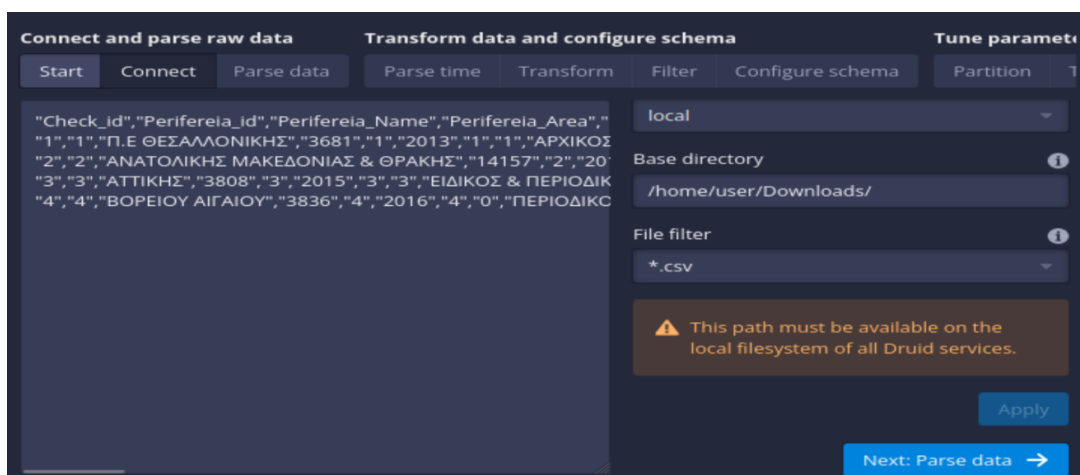 Connect and parse raw data
Transform data and configure schema
Tune paramet
Start
Connect
Parse data
Parse time
Transform
Filter
Configure schema
Partition
"Check_id","Perifereia_id","Perifereia_Name","Perifereia_Area","
"1","1","Π.Ε ΘΕΣΑΛΛΟΝΙΚΗΣ","3681","1","2013","1","1","ΑΡΧΙΚΟΣ
"2","2","ΑΝΑΤΟΛΙΚΗΣ ΜΑΚΕΔΟΝΙΑΣ & ΘΡΑΚΗΣ","14157","2","20
"3","3","ΑΤΤΙΚΗΣ","3808","3","2015","3","3","ΕΙΔΙΚΟΣ & ΠΕΡΙΟΔΙΚ
"4","4","ΒΟΡΕΙΟΥ ΑΙΓΑΙΟΥ","3836","4","2016","4","0","ΠΕΡΙΟΔΙΚΟ
local
Base directory
/home/user/Downloads/
File filter
*.csv
This path must be available on the
local filesystem of all Druid services.
Apply
Next: Parse data →